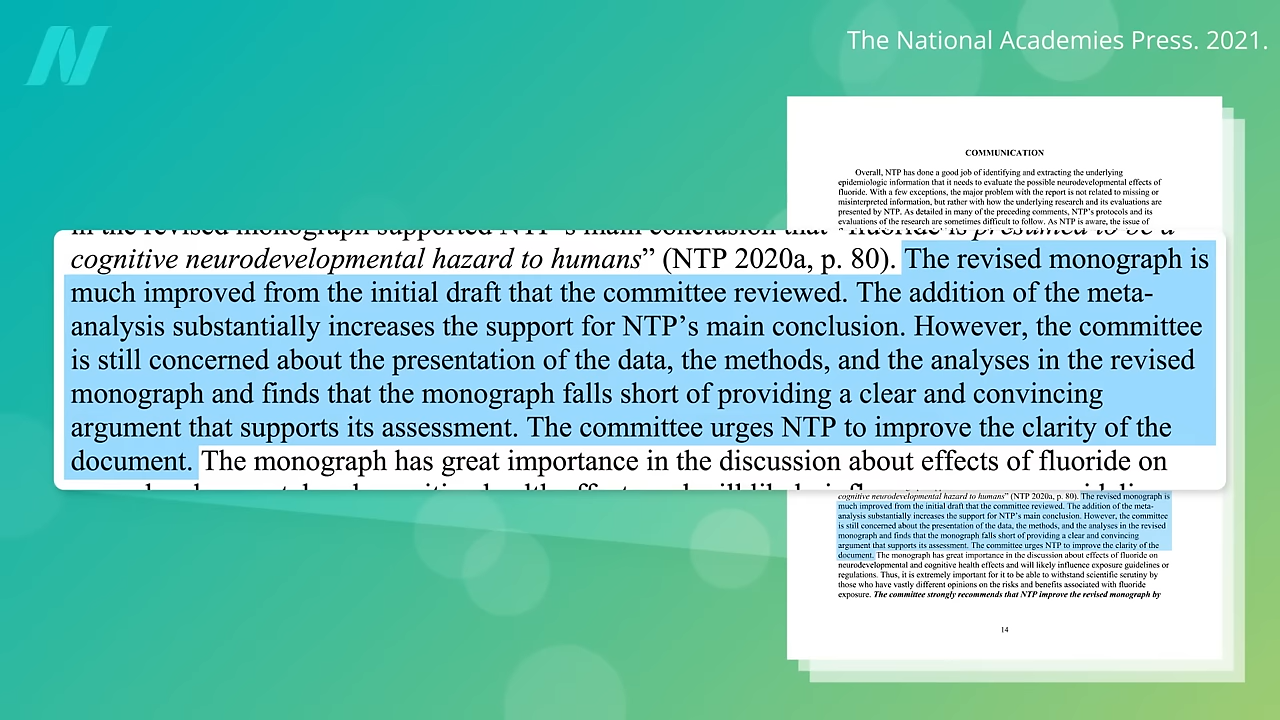 The National Academies Press. 2021.
COMMUNICATION
Overall, NTP has done a good job of identifying and extracting the underlying
epidemiologic information that it needs to evaluate the possible neurodevelopmental effects of
fluoride. With a few exceptions, the major problem with the report is not related to missing or
misinterpreted information, but rather with how the underlying research and its evaluations are
presented by NTP. As detailed in many of the preceding comments, NTP's protocols and its
evaluations of the research are sometimes difficult to follow. As NTP is aware, the issue of
in the revised monograph supported NTP's main conclusion that "fluoride is presumed to be a
cognitive neurodevelopmental hazard to humans" (NTP 2020a, p. 80). The revised monograph is
much improved from the initial draft that the committee reviewed. The addition of the meta-
analysis substantially increases the support for NTP's main conclusion. However, the committee
is still concerned about the presentation of the data, the methods, and the analyses in the revised
monograph and finds that the monograph falls short of providing a clear and convincing
argument that supports its assessment. The committee urges NTP to improve the clarity of the
document. The monograph has great importance in the discussion about effects of fluoride on
cognitive neurodevelopmental hazard to humans" (NTP 2020a, p. 80). The revised monograph is
much improved from the initial draft that the committee reviewed. The addition of the meta-
analysis substantially increases the support for NTP's main conclusion. However, the committee
is still concerned about the presentation of the data, the methods, and the analyses in the revised
monograph and finds that the monograph falls short of providing a clear and convincing
argument that supports its assessment. The committee urges NTP to improve the clarity of the
document. The monograph has great importance in the discussion about effects of fluoride on
neurodevelopmental and cognitive health effects and will likely influence exposure guidelines or
regulations. Thus, it is extremely important for it to be able to withstand scientific scrutiny by
those who have vastly different opinions on the risks and benefits associated with fluoride
exposure. The committee strongly recommends that NTP improve the revised monograph by
14